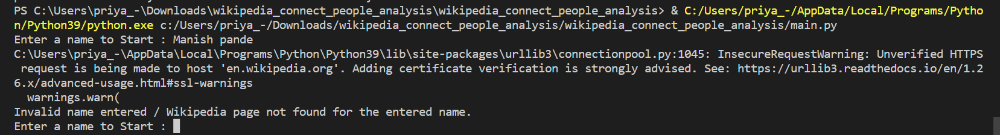 PS C:\Users\priya_-\Downloads\wikipedia_connect_people_analysis\wikipedia_connect_people_analysis> & C:/Users/priya_-/AppData/Local/Programs/Pytho
n/Python39/python.exe c:/Users/priya_-/Downloads/wikipedia_connect_people_analysis/wikipedia_connect_people_analysis/main.py
Enter a name to Start : Manish pande
C:\Users\priya_-\AppData\Local\Programs\Python\Python39\lib\site-packages\urllib3\connectionpool.py:1045: InsecureRequestWarning: Unverified HTTPS
 request is being made to host 'en.wikipedia.org'. Adding certificate verification is strongly advised. See: https://urllib3.readthedocs.io/en/1.2
6.x/advanced-usage.html#ssl-warnings
  warnings.warn(
Invalid name entered / Wikipedia page not found for the entered name.
Enter a name to Start :